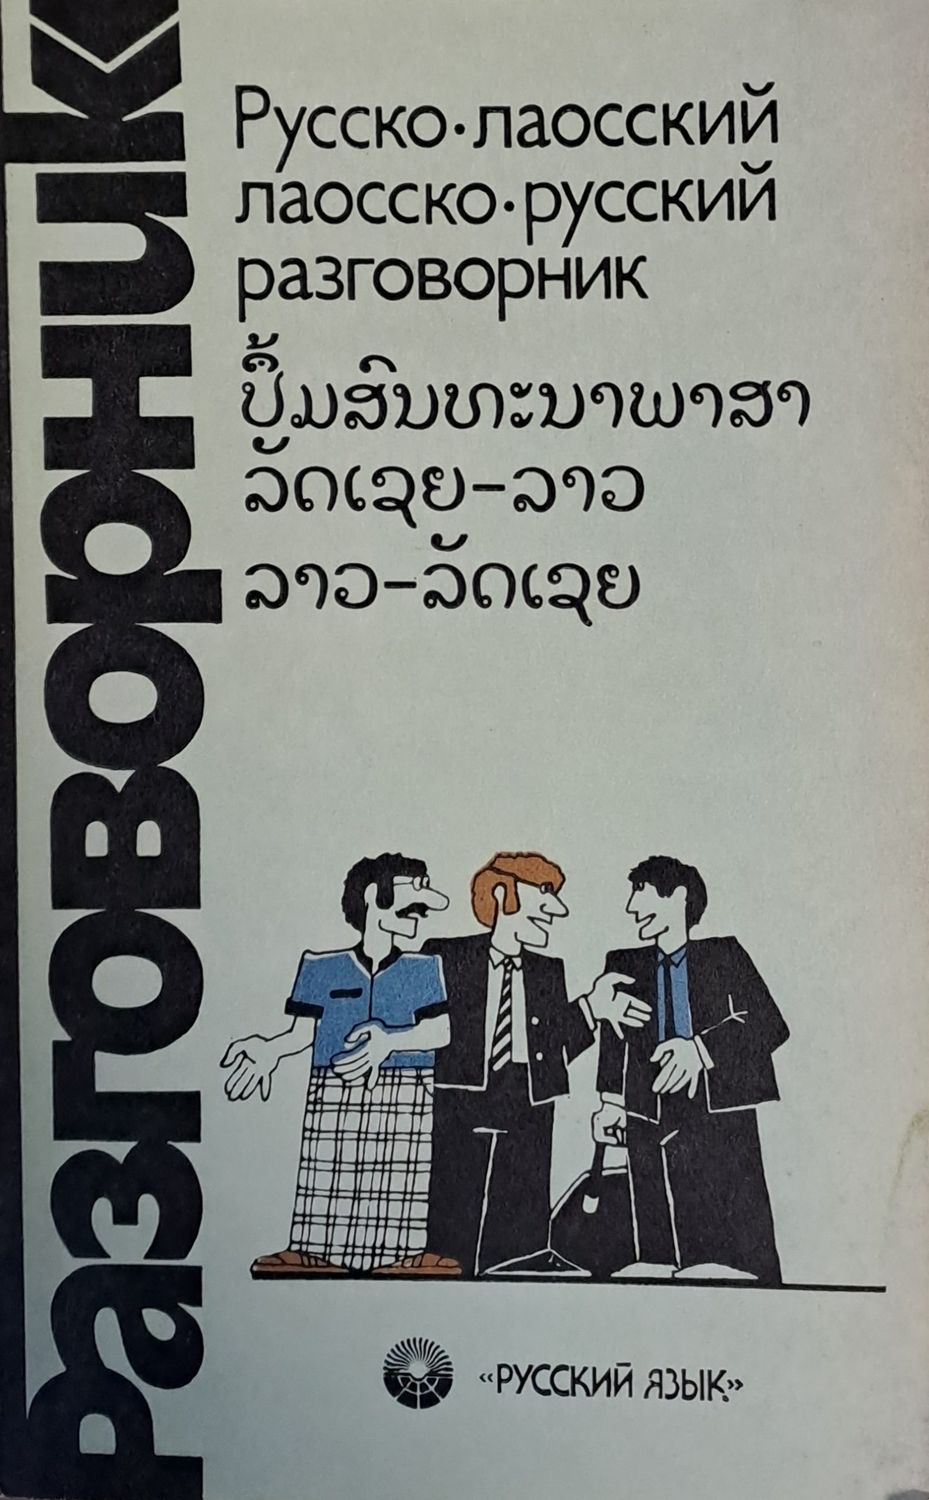 Разговорник
Русско-лаосский
лаосско-русский
разговорник
ປຶ້ມສົນທະນາພາສາ
ລັດເຊຍ-ລາວ
ລາວ-ລັດເຊຍ
«РУССКИЙ ЯЗЫК»